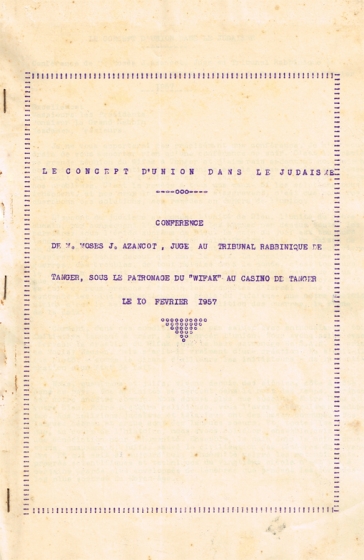 LE CONCEPT D'UNION DANS LE JUDAISME
----ooo----
CONFERENCE
DE M. MOSES J. AZANCOT , JUGE AU TRIBUNAL RABBINIQUE DE
TANGER, SOUS LE PATRONAGE DU "WIFAK" AU CASINO DE TANGER
LE I0 FEVRIER 1957